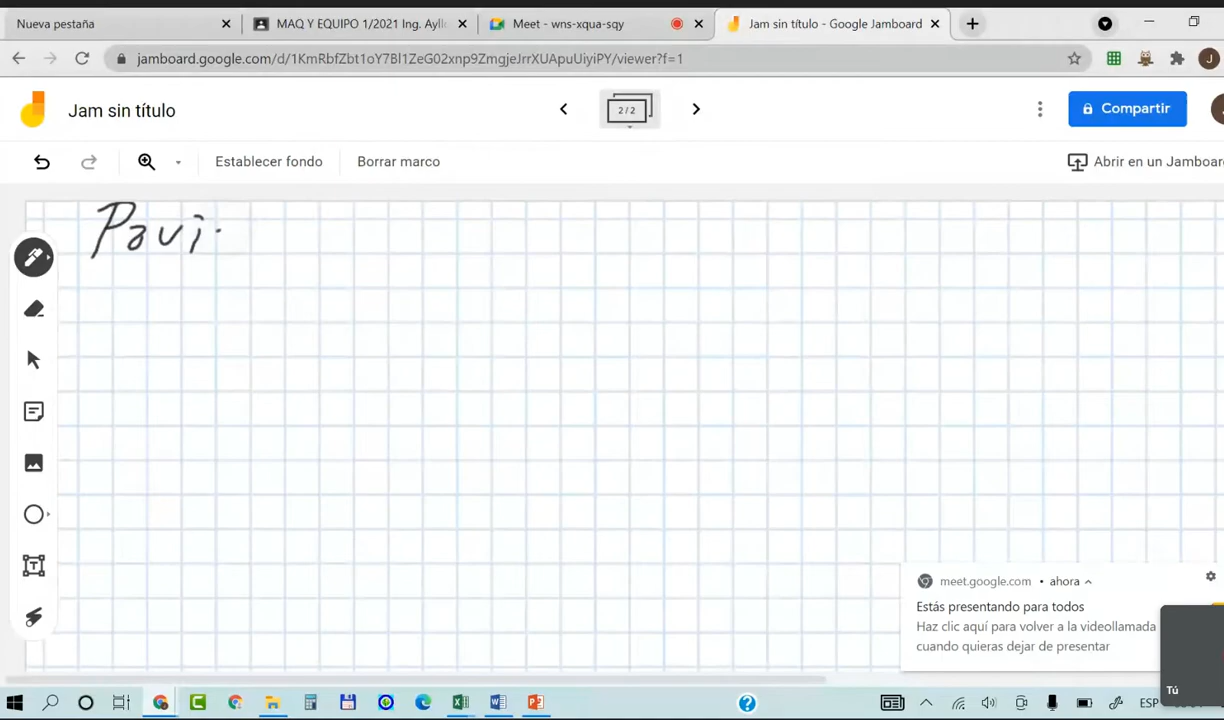 Nueva pestaña
MAQ Y EQUIPO 1/2021 Ing. Ayll
Meet - wns-xqua-sqy
Jam sin título - Google Jamboard
jamboard.google.com/d/1KmRbfZbt1oY7Bl1ZeG02xnp9ZmgjeJrrXUApuUiyiPY/viewer?f=1
J
Jam sin título
2/2
Compartir
J
Establecer fondo
Borrar marco
Abrir en un Jamboar
Pavi
meet.google.com • ahora
Estás presentando para todos
Haz clic aquí para volver a la videollamada
cuando quieras dejar de presentar
Tú
ESP